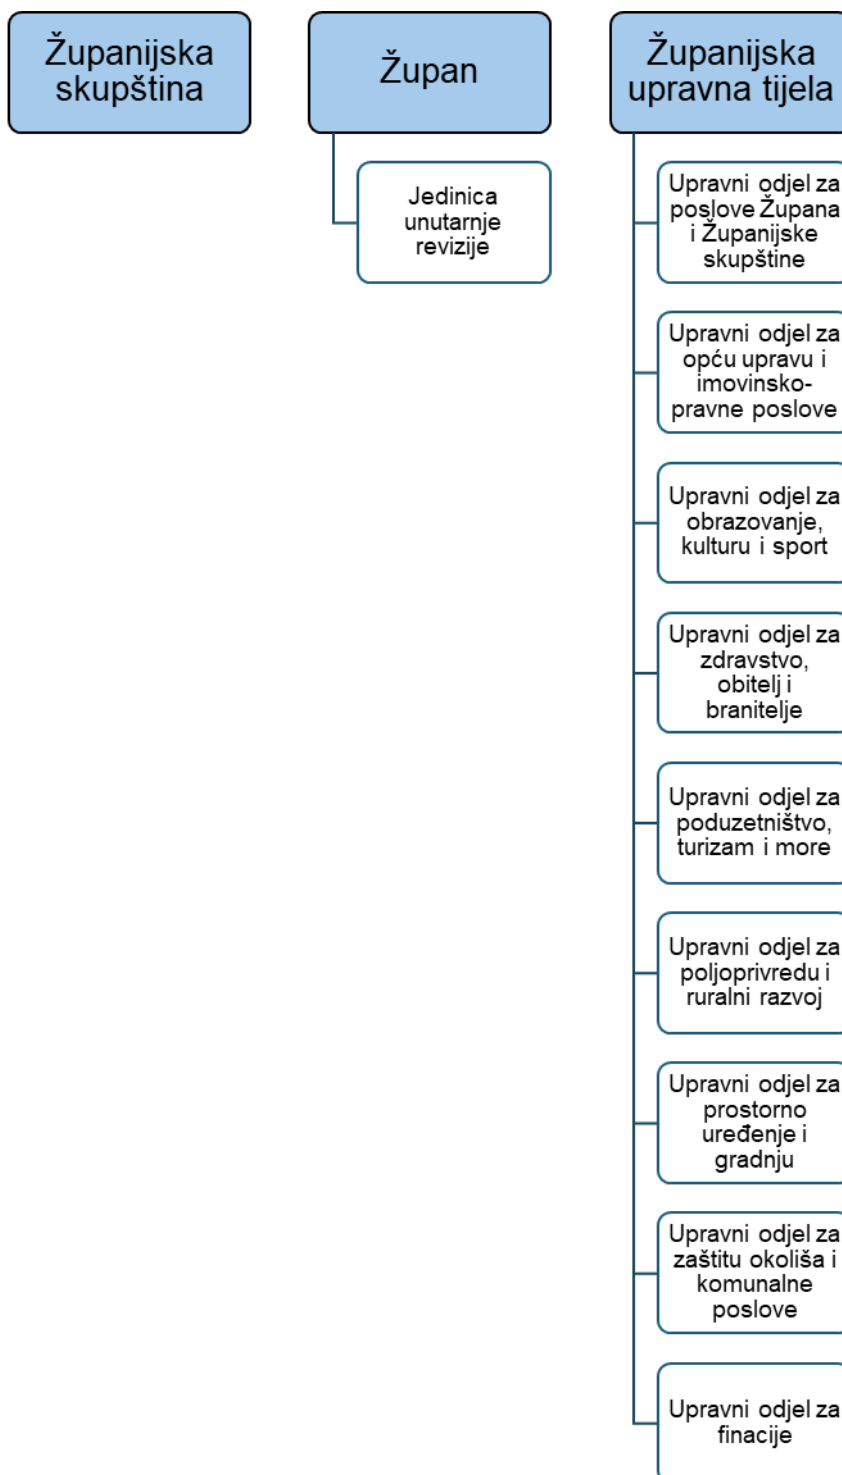 Županijska
skupština
Župan
Jedinica
unutarnje
revizije
Županijska
upravna tijela
Upravni odjel za
poslove Župana
i Županijske
skupštine
Upravni odjel za
opću upravu i
imovinsko-
pravne poslove
Upravni odjel za
obrazovanje,
kulturu i sport
Upravni odjel za
zdravstvo,
obitelj i
branitelje
Upravni odjel za
poduzetništvo,
turizam i more
Upravni odjel za
poljoprivredu i
ruralni razvoj
Upravni odjel za
prostorno
uređenje i
gradnju
Upravni odjel za
zaštitu okoliša i
komunalne
poslove
Upravni odjel za
finacije